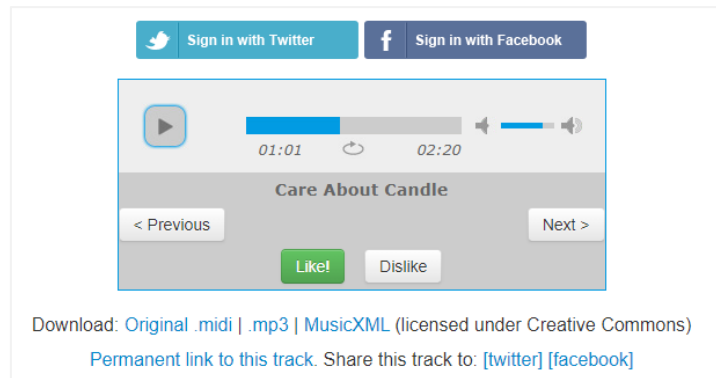 Sign in with Twitter
f Sign in with Facebook
01:01 02:20
Care About Candle
< Previous Next >
Like! Dislike
Download: Original .midi | .mp3 | MusicXML (licensed under Creative Commons)
Permanent link to this track. Share this track to: [twitter] [facebook]